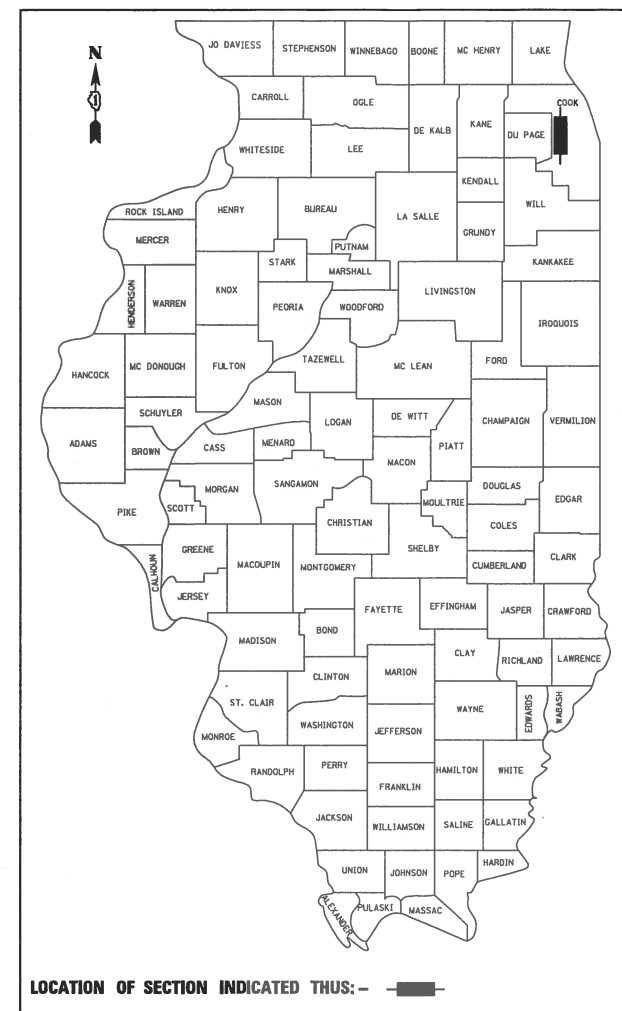 JO DAVIESS STEPHENSON WINNEBAGO BOONE MC HENRY LAKE
N
CARROLL OGLE COOK
DE KALB KANE DU PAGE
WHITESIDE LEE
KENDALL
ROCK ISLAND HENRY BUREAU LA SALLE WILL
MERCER PUTNAM GRUNDY
STARK MARSHALL KANKAKEE
HENDERSON WARREN KNOX PEORIA WOODFORD LIVINGSTON
IROQUOIS
HANCOCK MC DONOUGH FULTON TAZEWELL MC LEAN FORD
MASON
SCHUYLER LOGAN DE WITT CHAMPAIGN VERMILION
ADAMS BROWN CASS MENARD PIATT
MACON
MORGAN SANGAMON DOUGLAS EDGAR
PIKE SCOTT CHRISTIAN MOULTRIE
COLES
GREENE MACOUPIN MONTGOMERY SHELBY CLARK
CALHOUN CUMBERLAND
JERSEY FAYETTE EFFINGHAM JASPER CRAWFORD
MADISON BOND
CLAY RICHLAND LAWRENCE
CLINTON MARION
ST. CLAIR WAYNE EDWARDS WABASH
WASHINGTON JEFFERSON
MONROE
RANDOLPH PERRY HAMILTON WHITE
FRANKLIN
JACKSON WILLIAMSON SALINE GALLATIN
UNION JOHNSON POPE HARDIN
ALEXANDER PULASKI MASSAC
LOCATION OF SECTION INDICATED THUS: -